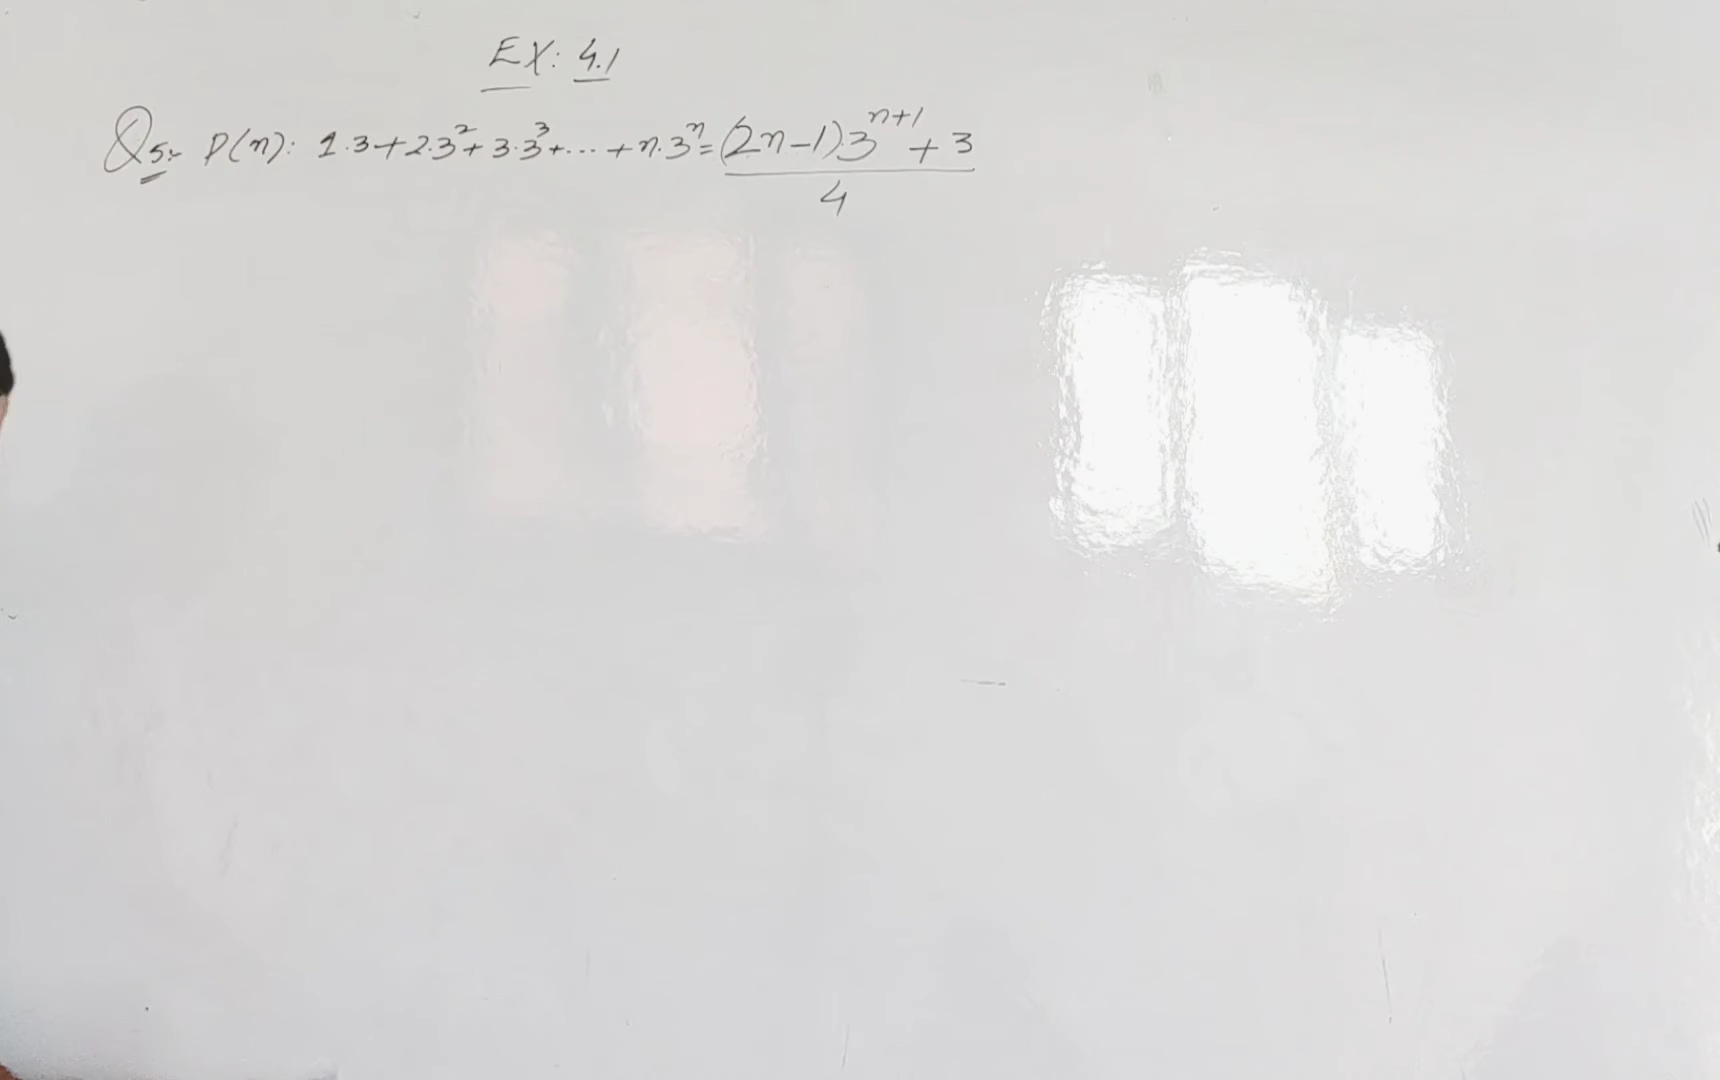 EX: 4.1
Q5:- P(n): 1.3+2.3²+3.3³+...+n.3ⁿ=(2n-1)3ⁿ⁺¹+3
4